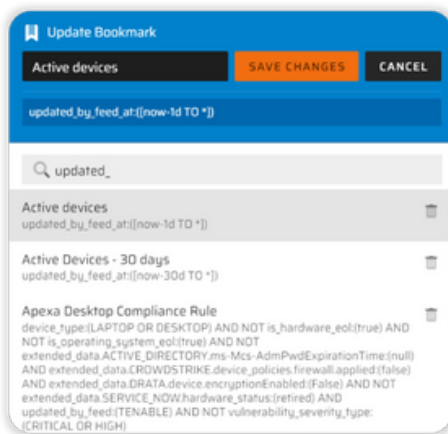 Update Bookmark
Active devices SAVE CHANGES CANCEL
updated_by_feed_at:([now-1d TO *])
updated_
Active devices
updated_by_feed_at:([now-1d TO *])
Active Devices - 30 days
updated_by_feed_at:([now-30d TO *])
Apexa Desktop Compliance Rule
device_type:(LAPTOP OR DESKTOP) AND NOT is_hardware_eol:(true) AND
NOT is_operating_system_eol:(true) AND NOT
extended_data.ACTIVE_DIRECTORY.ms-Mcs-AdmPwdExpirationTime:(null)
AND extended_data.CROWDSTRIKE.device_policies.firewall.applied:(false)
AND extended_data.DRATA.device.encryptionEnabled:(False) AND NOT
extended_data.SERVICE_NOW.hardware_status:(retired) AND
updated_by_feed:(TENABLE) AND NOT vulnerability_severity_type:
(CRITICAL OR HIGH)